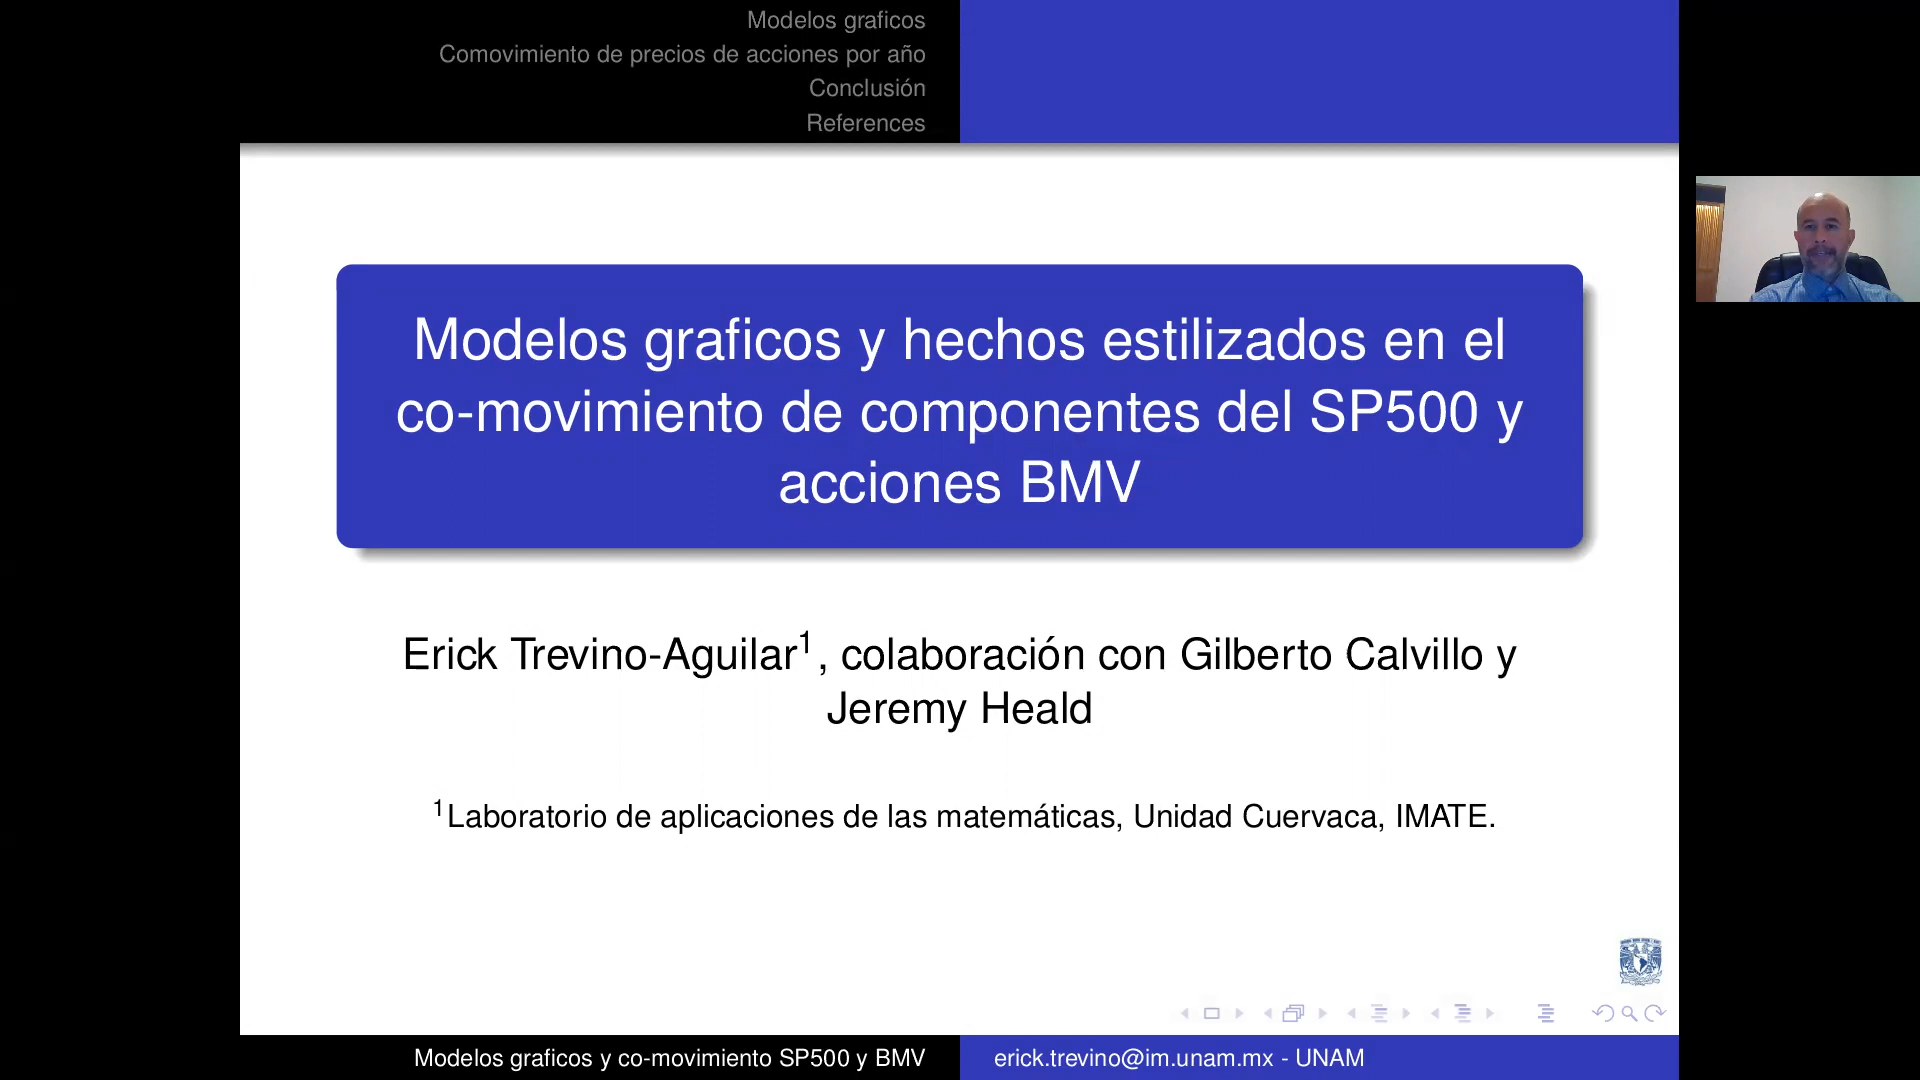 Modelos graficos
Comovimiento de precios de acciones por año
Conclusión
References
Modelos graficos y hechos estilizados en el
co-movimiento de componentes del SP500 y
acciones BMV
Erick Trevino-Aguilar1, colaboración con Gilberto Calvillo y
Jeremy Heald
1Laboratorio de aplicaciones de las matemáticas, Unidad Cuervaca, IMATE.
Modelos graficos y co-movimiento SP500 y BMV
erick.trevino@im.unam.mx - UNAM